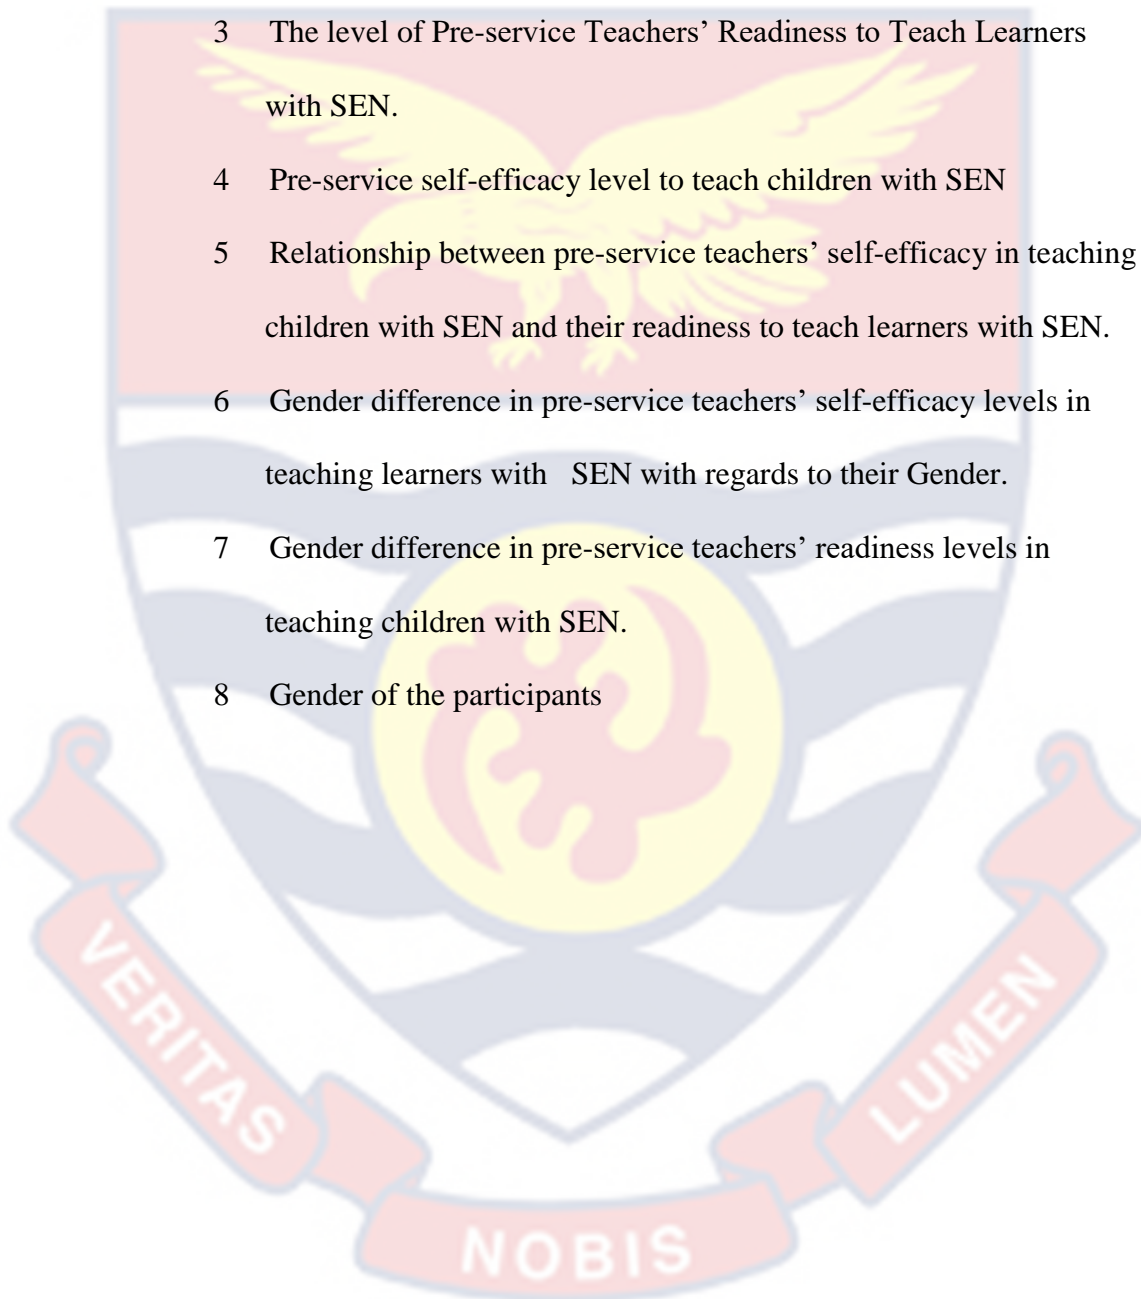 3 The level of Pre-service Teachers’ Readiness to Teach Learners
with SEN.
4 Pre-service self-efficacy level to teach children with SEN
5 Relationship between pre-service teachers’ self-efficacy in teaching
children with SEN and their readiness to teach learners with SEN.
6 Gender difference in pre-service teachers’ self-efficacy levels in
teaching learners with SEN with regards to their Gender.
7 Gender difference in pre-service teachers’ readiness levels in
teaching children with SEN.
8 Gender of the participants
VERITAS
NOBIS
LUMEN